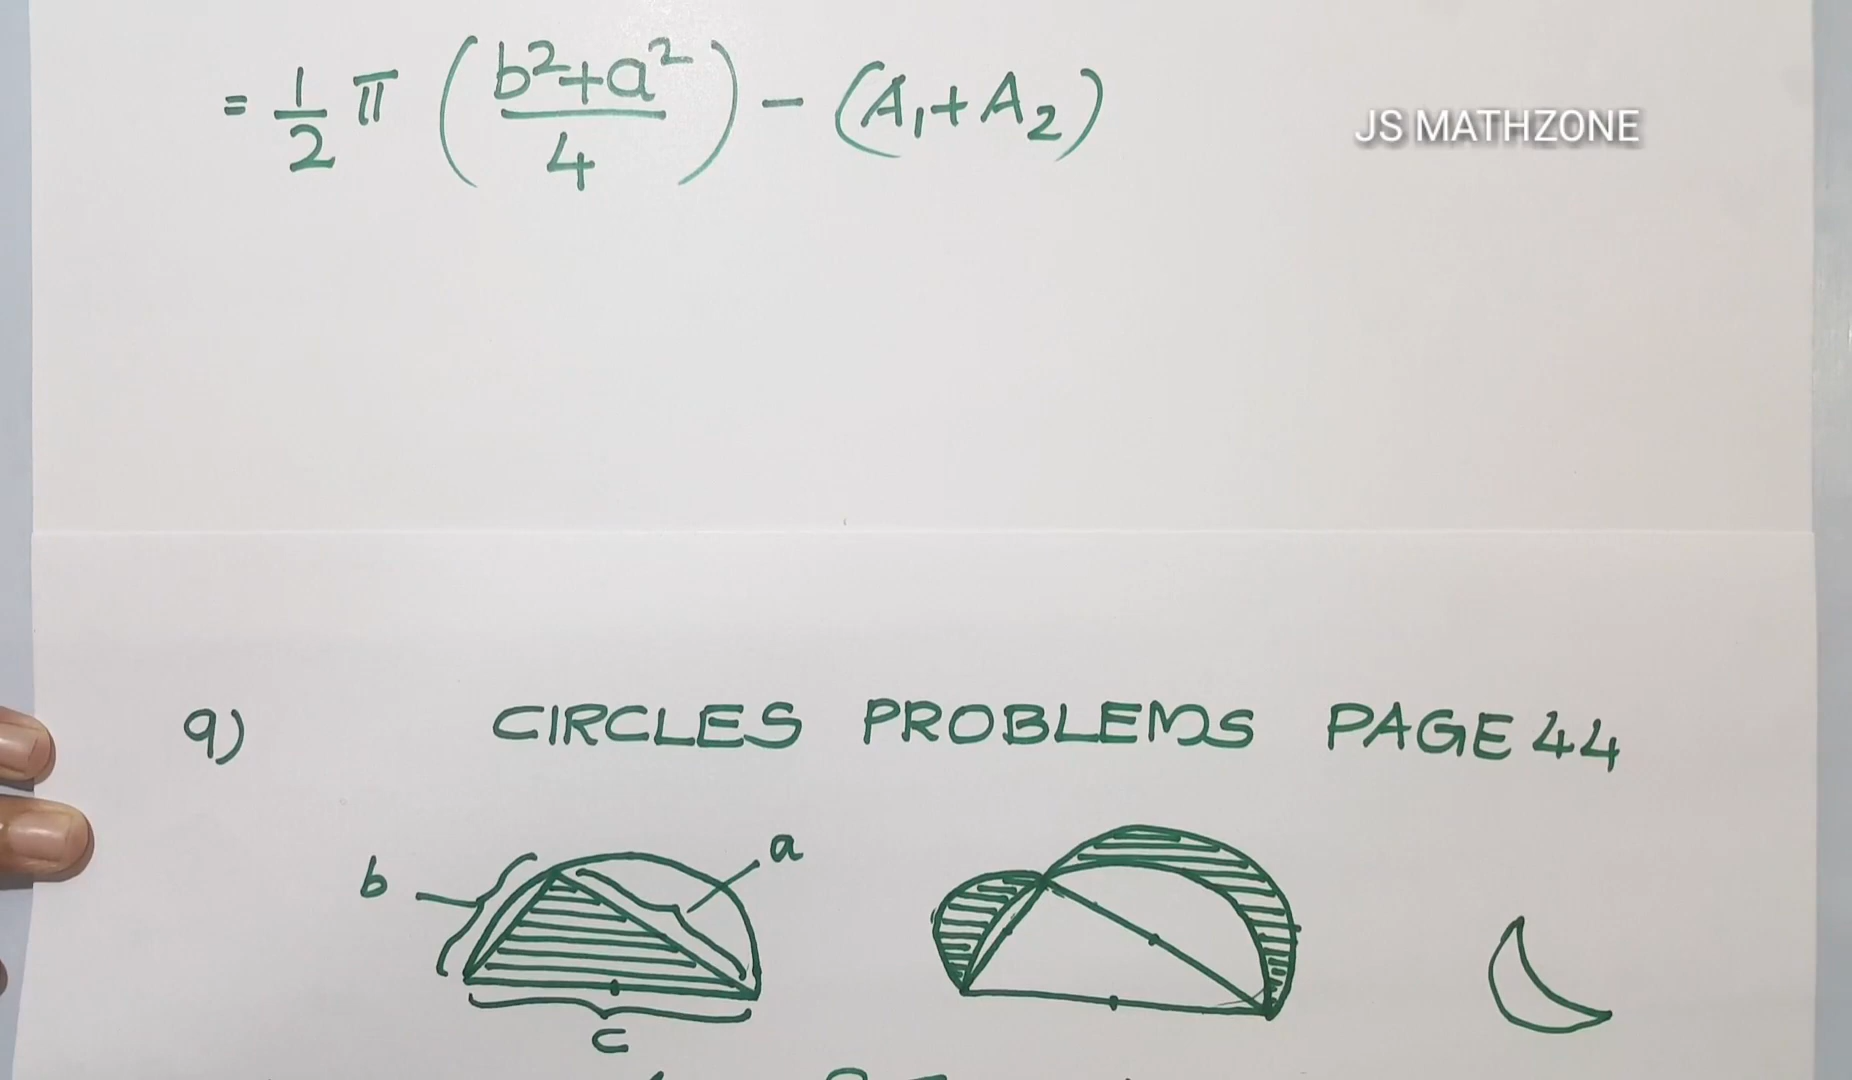 = 1/2 π ( b²+a² / 4 ) - (A₁+A₂)
JS MATHZONE
9) CIRCLES PROBLEMS PAGE 44
b
a
c